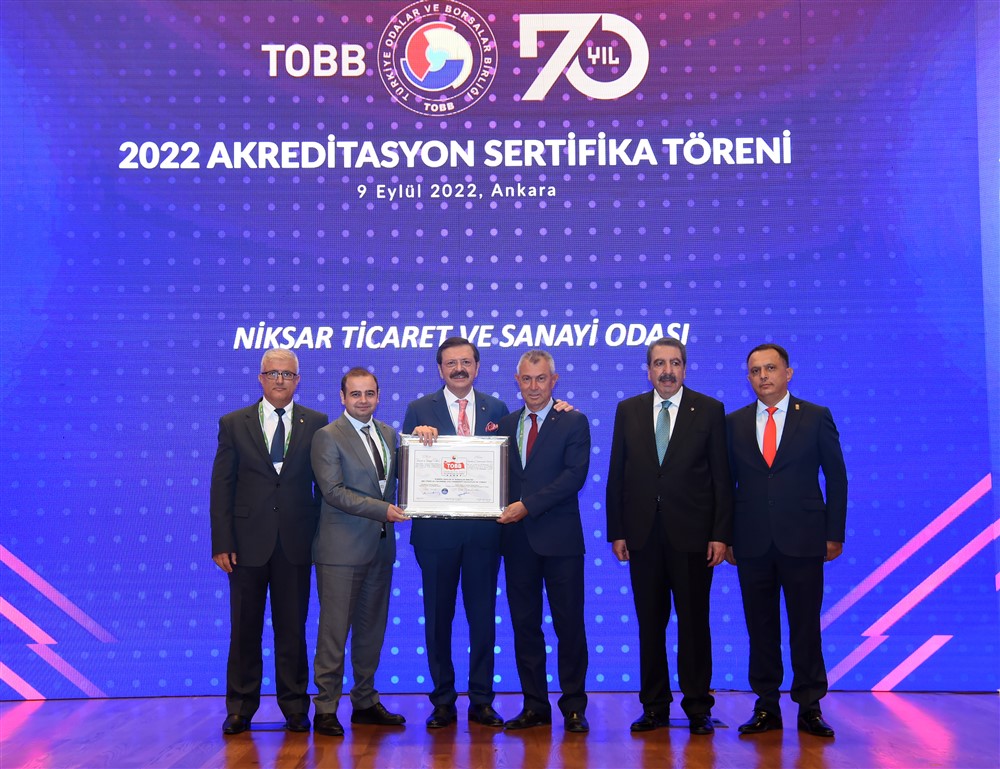 TOBB
TÜRKİYE ODALAR VE BORSALAR BİRLİĞİ
TOBB
70 YIL
2022 AKREDİTASYON SERTİFİKA TÖRENİ
9 Eylül 2022, Ankara
NİKSAR TİCARET VE SANAYİ ODASI
TOBB